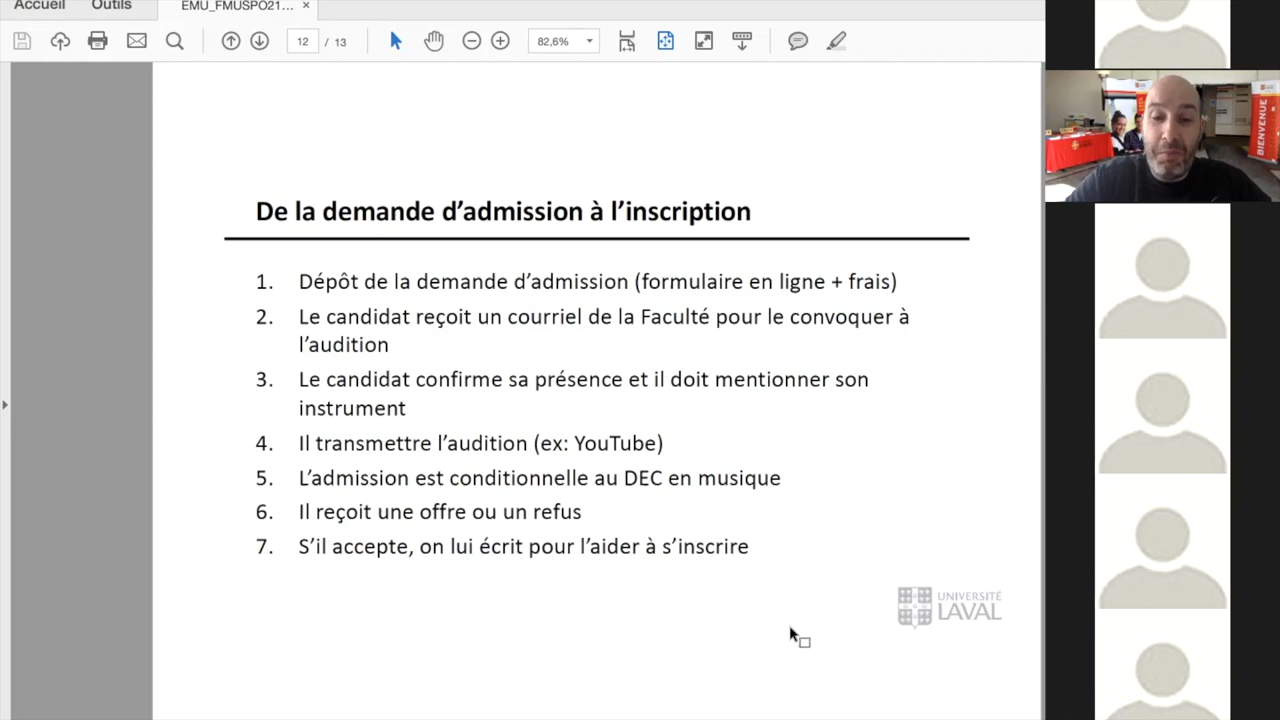 Accueil
Outils
EMU_FMUSPO21... ×
12 / 13
82,6%
De la demande d'admission à l'inscription
1. Dépôt de la demande d'admission (formulaire en ligne + frais)
2. Le candidat reçoit un courriel de la Faculté pour le convoquer à
l'audition
3. Le candidat confirme sa présence et il doit mentionner son
instrument
4. Il transmettre l'audition (ex: YouTube)
5. L'admission est conditionnelle au DEC en musique
6. Il reçoit une offre ou un refus
7. S'il accepte, on lui écrit pour l'aider à s'inscrire
UNIVERSITÉ
LAVAL
BIENVENUE